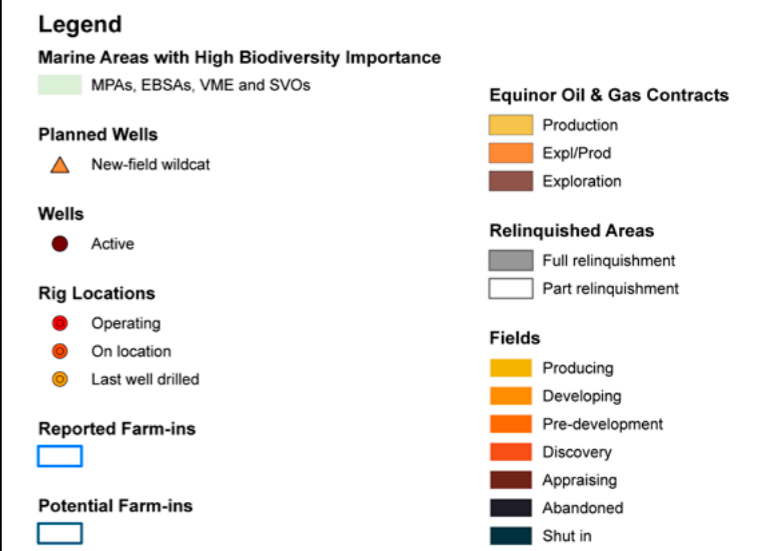 Legend
Marine Areas with High Biodiversity Importance
MPAs, EBSAs, VME and SVOs
Planned Wells
New-field wildcat
Wells
Active
Rig Locations
Operating
On location
Last well drilled
Reported Farm-ins
Potential Farm-ins
Equinor Oil & Gas Contracts
Production
Expl/Prod
Exploration
Relinquished Areas
Full relinquishment
Part relinquishment
Fields
Producing
Developing
Pre-development
Discovery
Appraising
Abandoned
Shut in